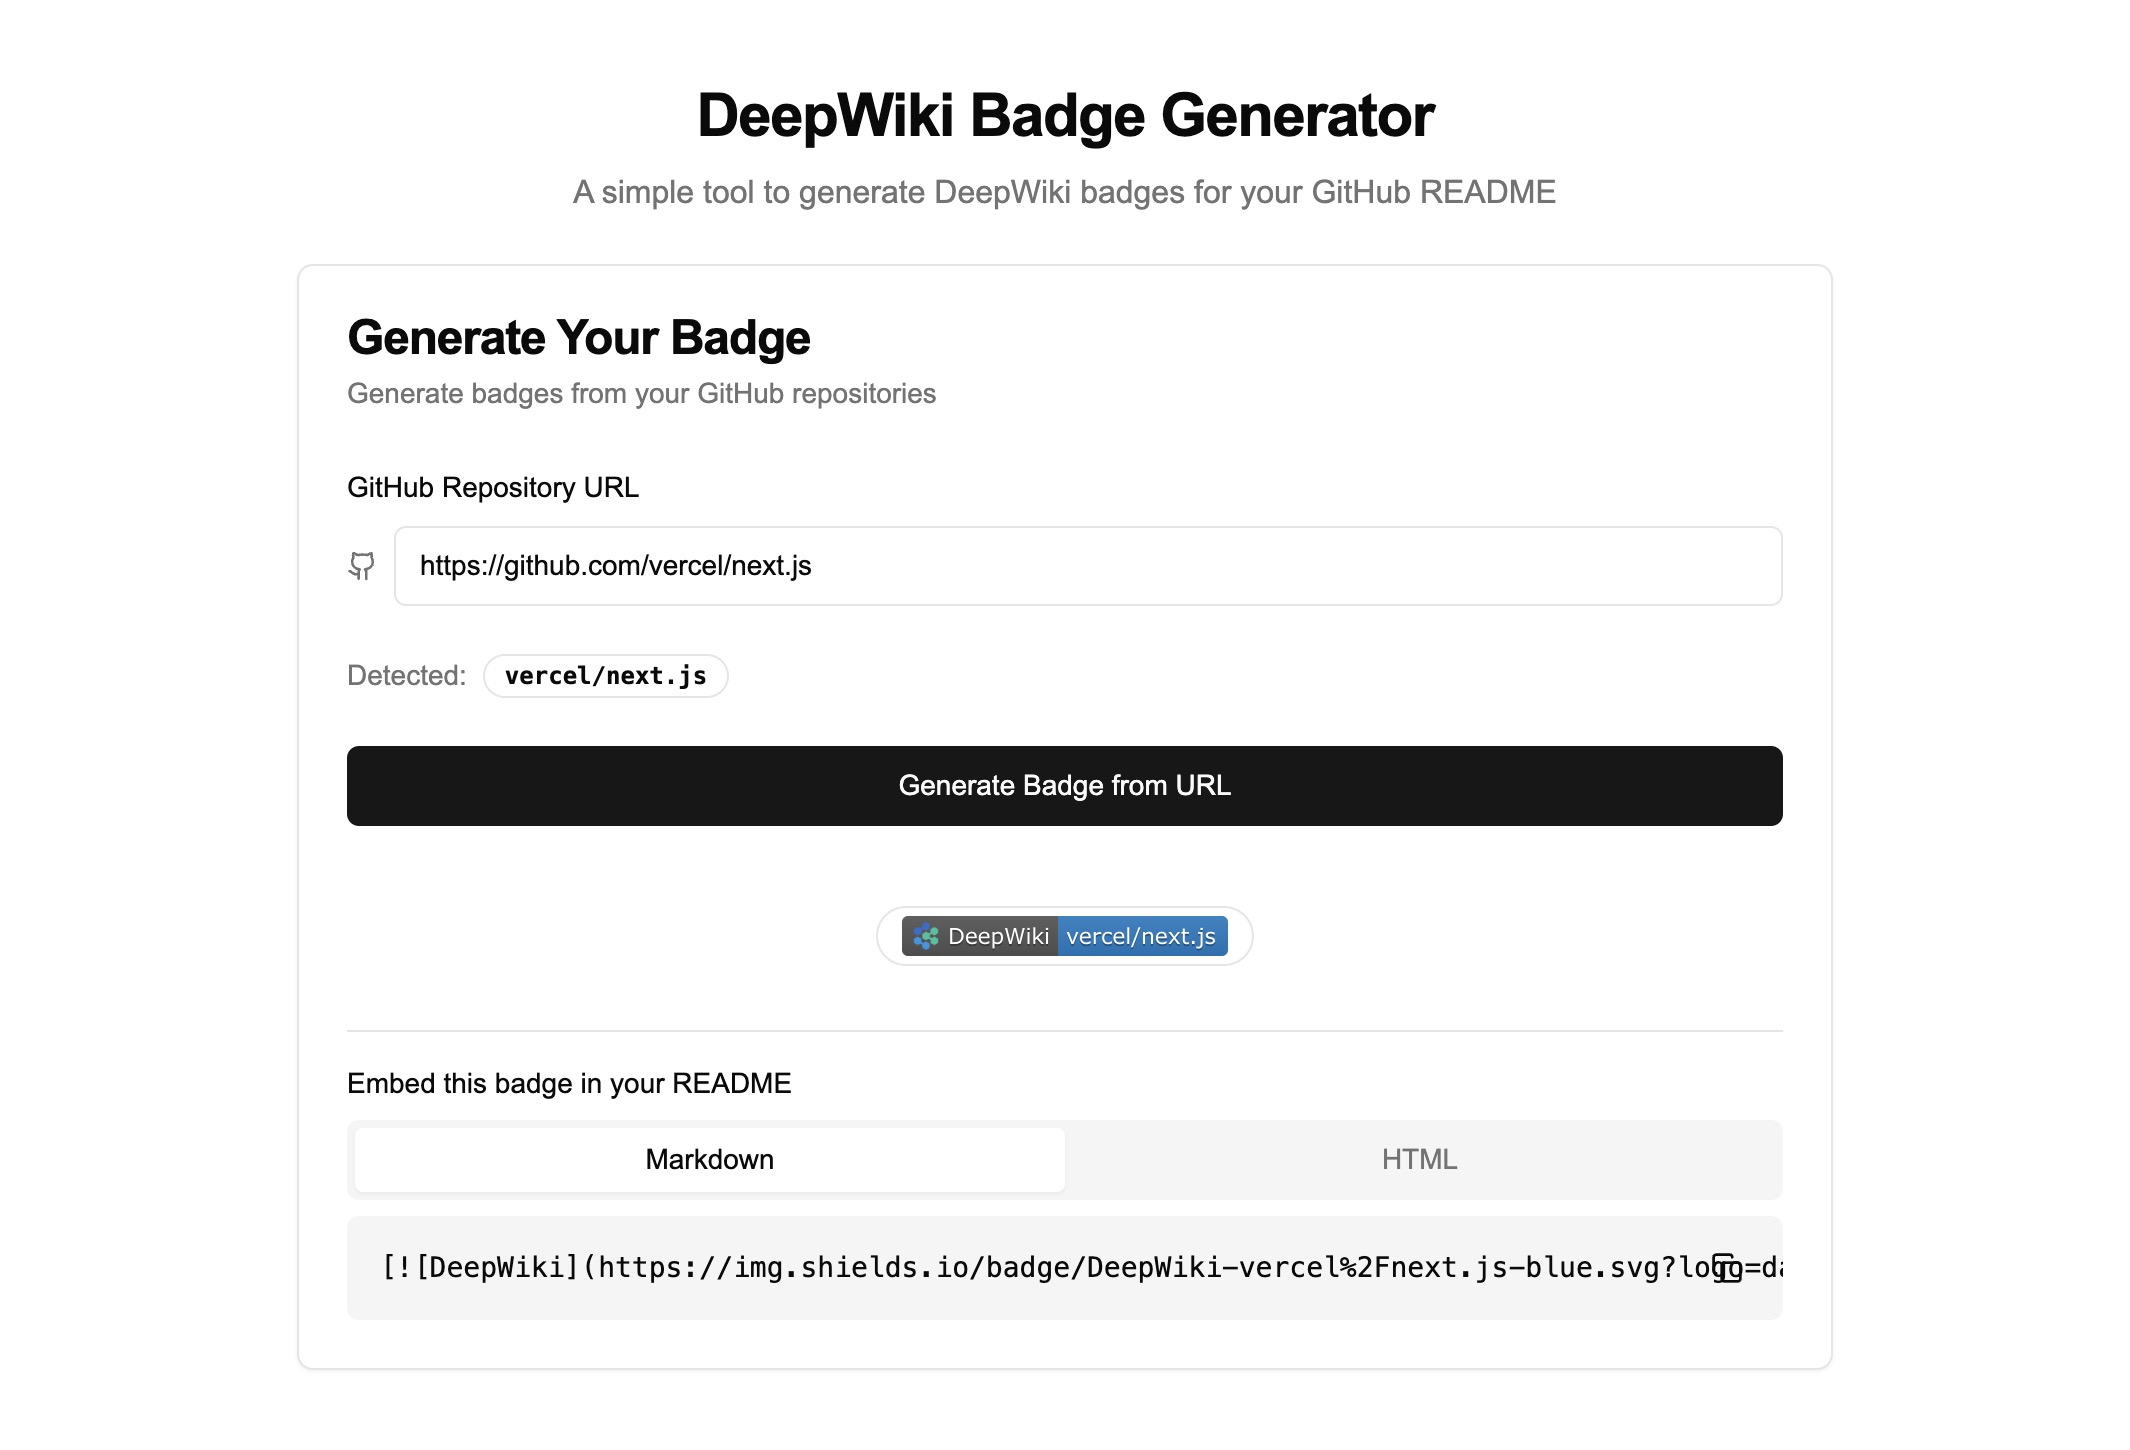 DeepWiki Badge Generator
A simple tool to generate DeepWiki badges for your GitHub README
Generate Your Badge
Generate badges from your GitHub repositories
GitHub Repository URL
https://github.com/vercel/next.js
Detected: vercel/next.js
Generate Badge from URL
DeepWiki vercel/next.js
Embed this badge in your README
Markdown HTML
[![DeepWiki](https://img.shields.io/badge/DeepWiki-vercel%2Fnext.js-blue.svg?logo=da